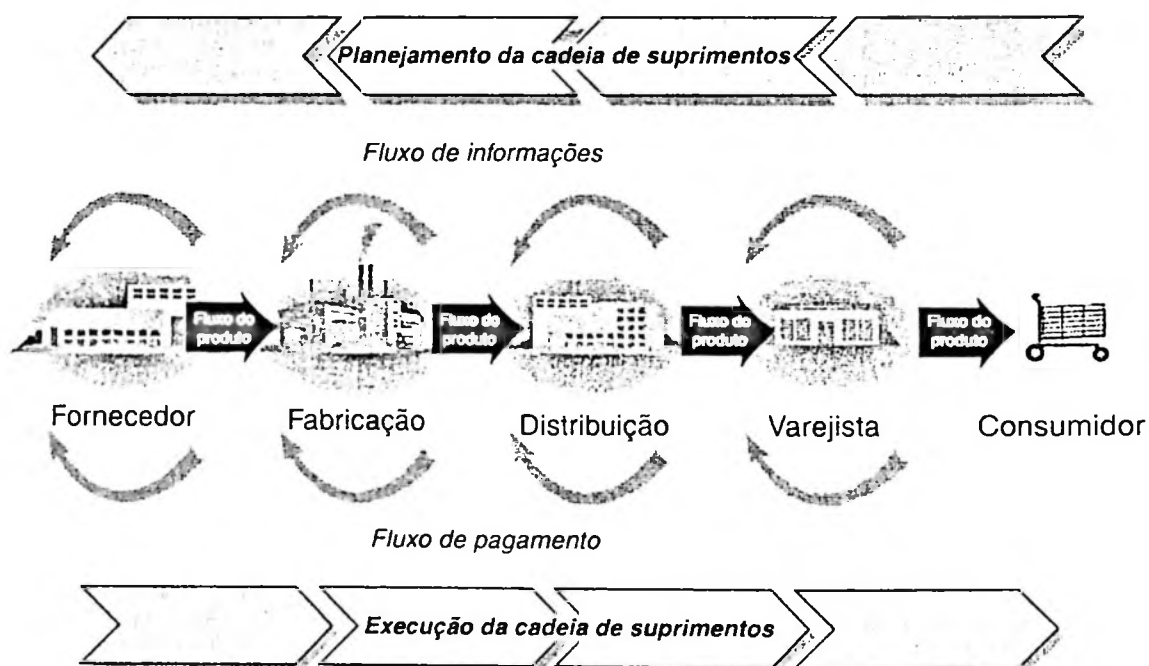 Planejamento da cadeia de suprimentos
Fluxo de informações
Fluxo do
produto
Fluxo do
produto
Fluxo do
produto
Fluxo do
produto
Fornecedor
Fabricação
Distribuição
Varejista
Consumidor
Fluxo de pagamento
Execução da cadeia de suprimentos